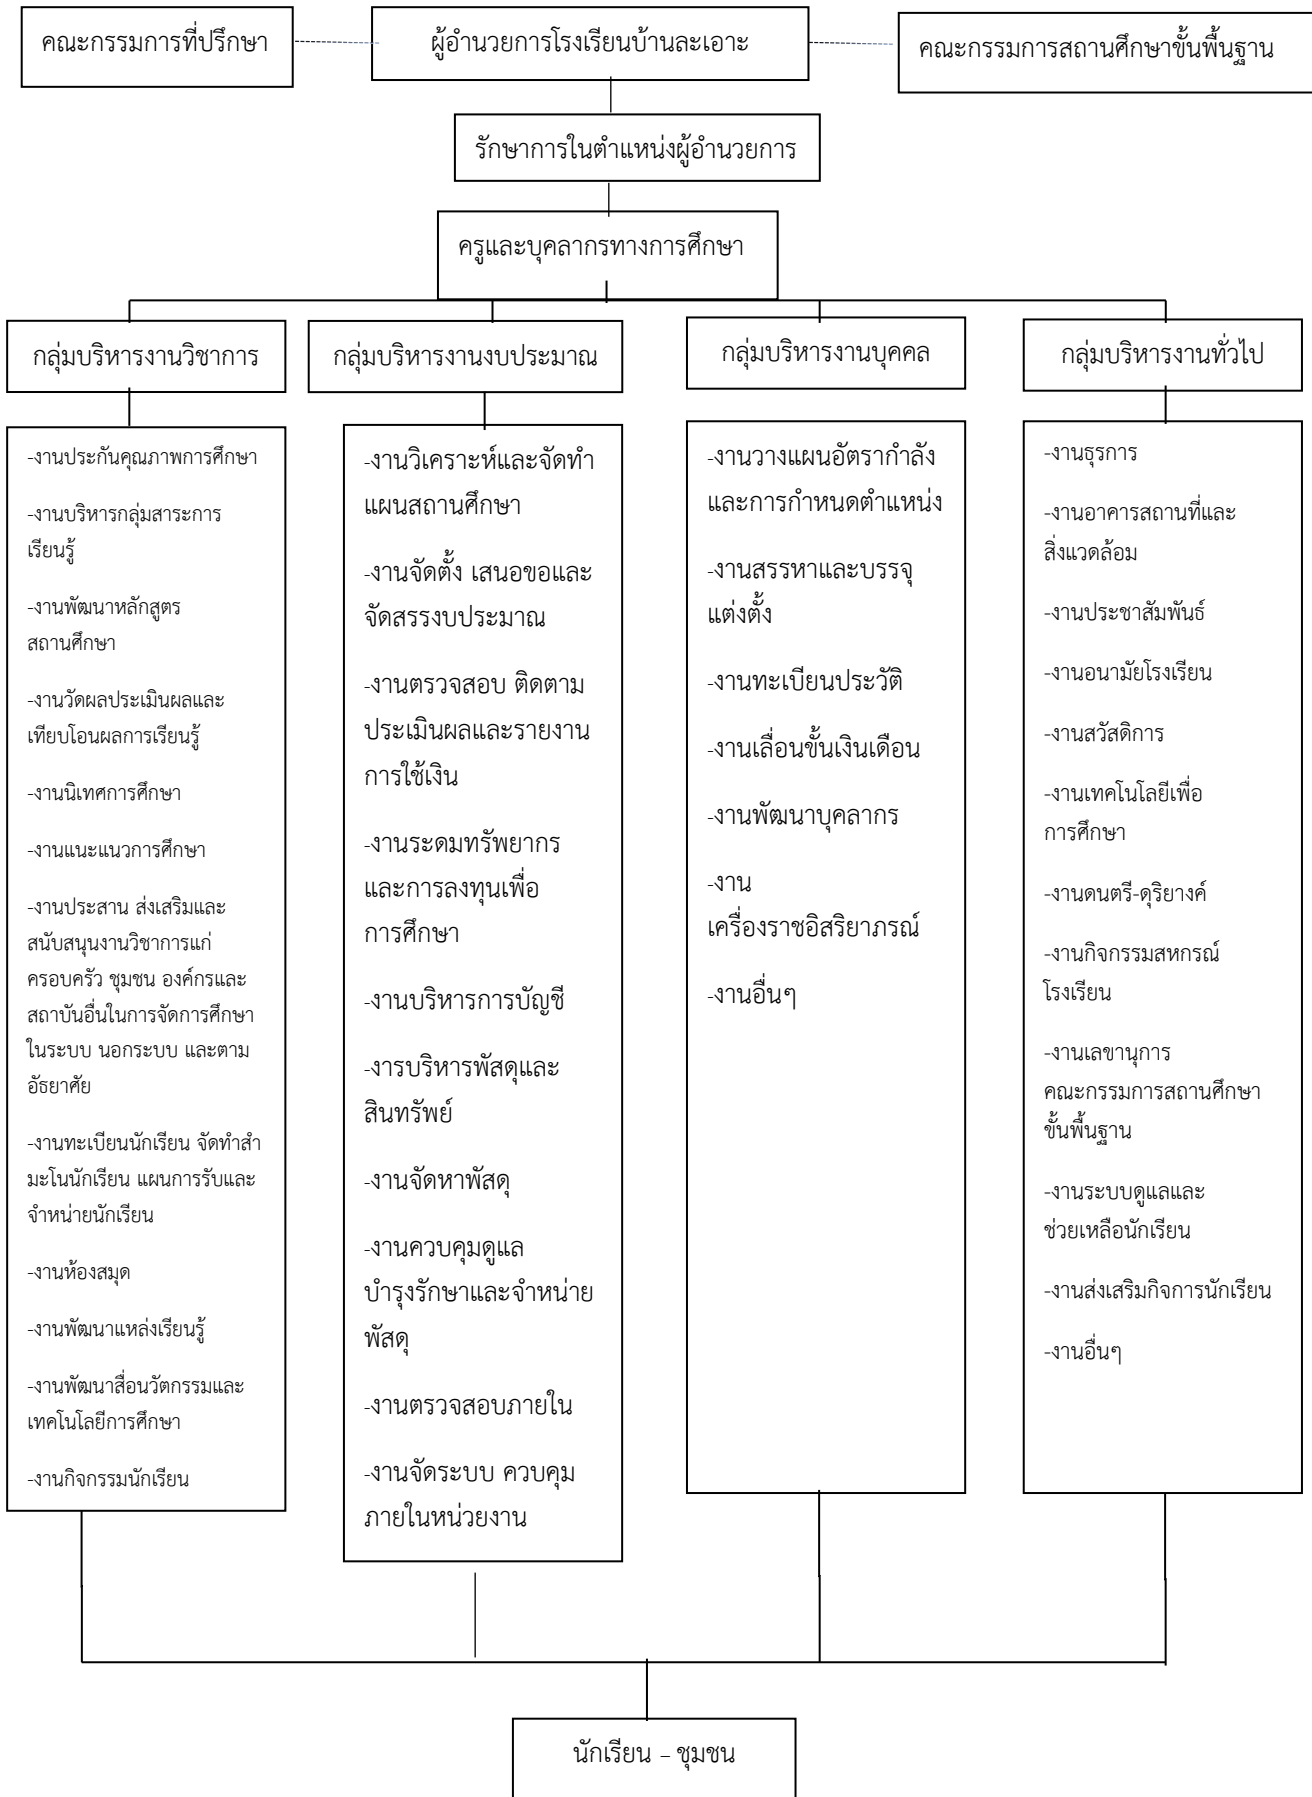 คณะกรรมการที่ปรึกษา
ผู้อำนวยการโรงเรียนบ้านละเอาะ
คณะกรรมการสถานศึกษาขั้นพื้นฐาน
รักษาการในตำแหน่งผู้อำนวยการ
ครูและบุคลากรทางการศึกษา
กลุ่มบริหารงานวิชาการ
-งานประกันคุณภาพการศึกษา
-งานบริหารกลุ่มสาระการ
เรียนรู้
-งานพัฒนาหลักสูตร
สถานศึกษา
-งานวัดผลประเมินผลและ
เทียบโอนผลการเรียนรู้
-งานนิเทศการศึกษา
-งานแนะแนวการศึกษา
-งานประสาน ส่งเสริมและ
สนับสนุนงานวิชาการแก่
ครอบครัว ชุมชน องค์กรและ
สถาบันอื่นในการจัดการศึกษา
ในระบบ นอกระบบ และตาม
อัธยาศัย
-งานทะเบียนนักเรียน จัดทำสำ
มะโนนักเรียน แผนการรับและ
จำหน่ายนักเรียน
-งานห้องสมุด
-งานพัฒนาแหล่งเรียนรู้
-งานพัฒนาสื่อนวัตกรรมและ
เทคโนโลยีการศึกษา
-งานกิจกรรมนักเรียน
กลุ่มบริหารงานงบประมาณ
-งานวิเคราะห์และจัดทำ
แผนสถานศึกษา
-งานจัดตั้ง เสนอขอและ
จัดสรรงบประมาณ
-งานตรวจสอบ ติดตาม
ประเมินผลและรายงาน
การใช้เงิน
-งานระดมทรัพยากร
และการลงทุนเพื่อ
การศึกษา
-งานบริหารการบัญชี
-งารบริหารพัสดุและ
สินทรัพย์
-งานจัดหาพัสดุ
-งานควบคุมดูแล
บำรุงรักษาและจำหน่าย
พัสดุ
-งานตรวจสอบภายใน
-งานจัดระบบ ควบคุม
ภายในหน่วยงาน
กลุ่มบริหารงานบุคคล
-งานวางแผนอัตรากำลัง
และการกำหนดตำแหน่ง
-งานสรรหาและบรรจุ
แต่งตั้ง
-งานทะเบียนประวัติ
-งานเลื่อนขั้นเงินเดือน
-งานพัฒนาบุคลากร
-งาน
เครื่องราชอิสริยาภรณ์
-งานอื่นๆ
กลุ่มบริหารงานทั่วไป
-งานธุรการ
-งานอาคารสถานที่และ
สิ่งแวดล้อม
-งานประชาสัมพันธ์
-งานอนามัยโรงเรียน
-งานสวัสดิการ
-งานเทคโนโลยีเพื่อ
การศึกษา
-งานดนตรี-ดุริยางค์
-งานกิจกรรมสหกรณ์
โรงเรียน
-งานเลขานุการ
คณะกรรมการสถานศึกษา
ขั้นพื้นฐาน
-งานระบบดูแลและ
ช่วยเหลือนักเรียน
-งานส่งเสริมกิจการนักเรียน
-งานอื่นๆ
นักเรียน – ชุมชน